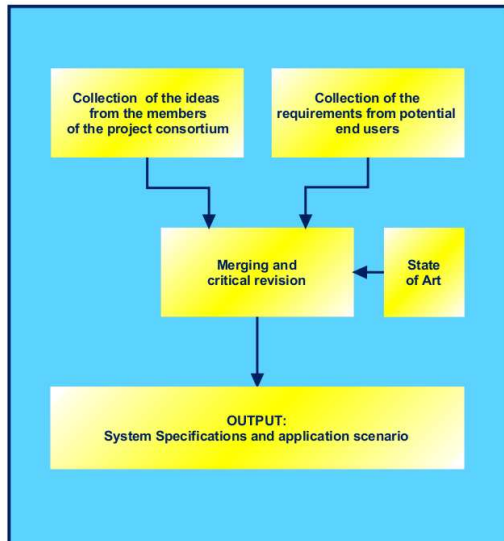 Collection of the ideas
from the members
of the project consortium
Collection of the
requirements from potential
end users
Merging and
critical revision
State
of Art
OUTPUT:
System Specifications and application scenario